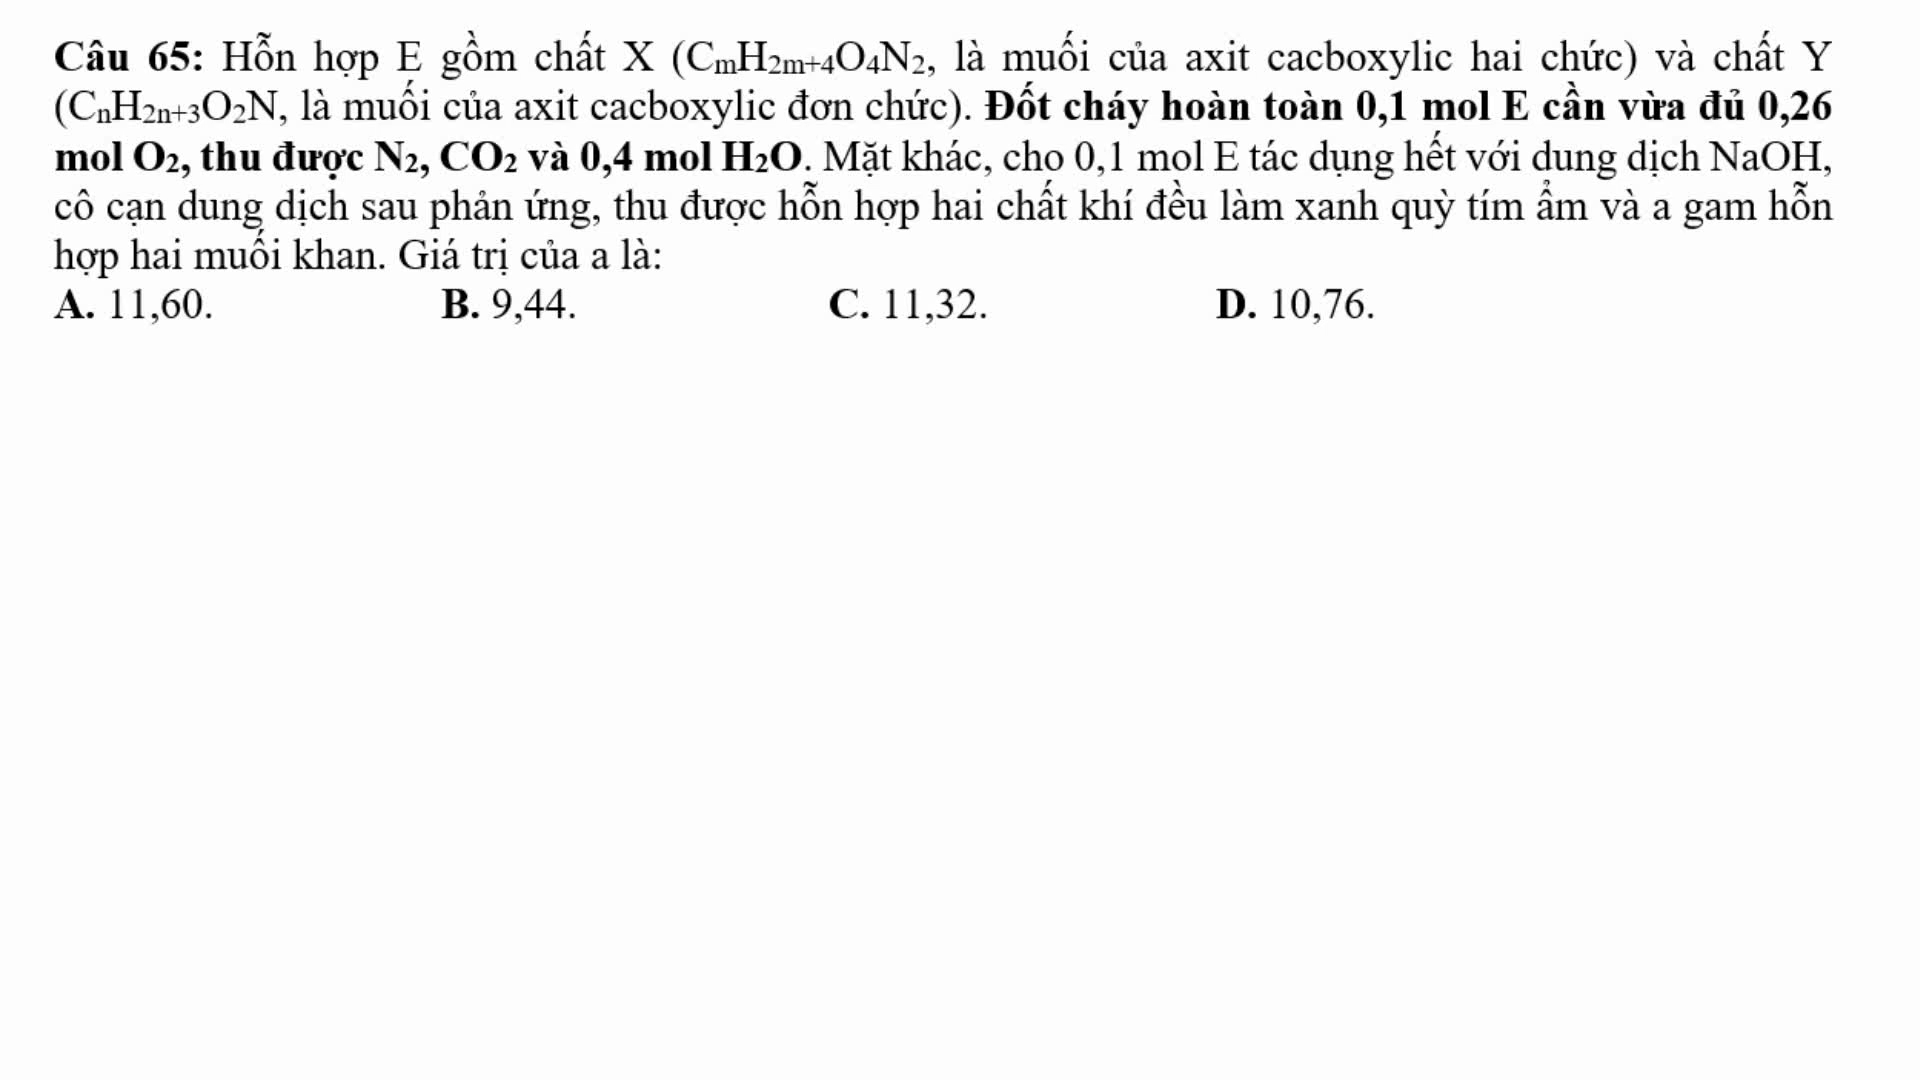 Câu 65: Hỗn hợp E gồm chất X (CmH2m+4O4N2, là muối của axit cacboxylic hai chức) và chất Y
(CnH2n+3O2N, là muối của axit cacboxylic đơn chức). Đốt cháy hoàn toàn 0,1 mol E cần vừa đủ 0,26
mol O2, thu được N2, CO2 và 0,4 mol H2O. Mặt khác, cho 0,1 mol E tác dụng hết với dung dịch NaOH,
cô cạn dung dịch sau phản ứng, thu được hỗn hợp hai chất khí đều làm xanh quỳ tím ẩm và a gam hỗn
hợp hai muối khan. Giá trị của a là:
A. 11,60. B. 9,44. C. 11,32. D. 10,76.